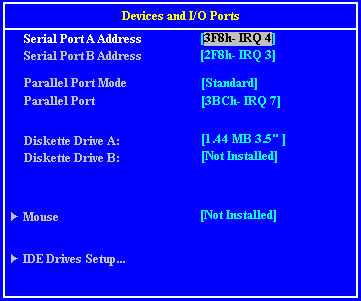 Devices and I/O Ports
Serial Port A Address [3F8h- IRQ 4]
Serial Port B Address [2F8h- IRQ 3]
Parallel Port Mode [Standard]
Parallel Port [3BCh- IRQ 7]
Diskette Drive A: [1.44 MB 3.5" ]
Diskette Drive B: [Not Installed]
Mouse [Not Installed]
IDE Drives Setup...